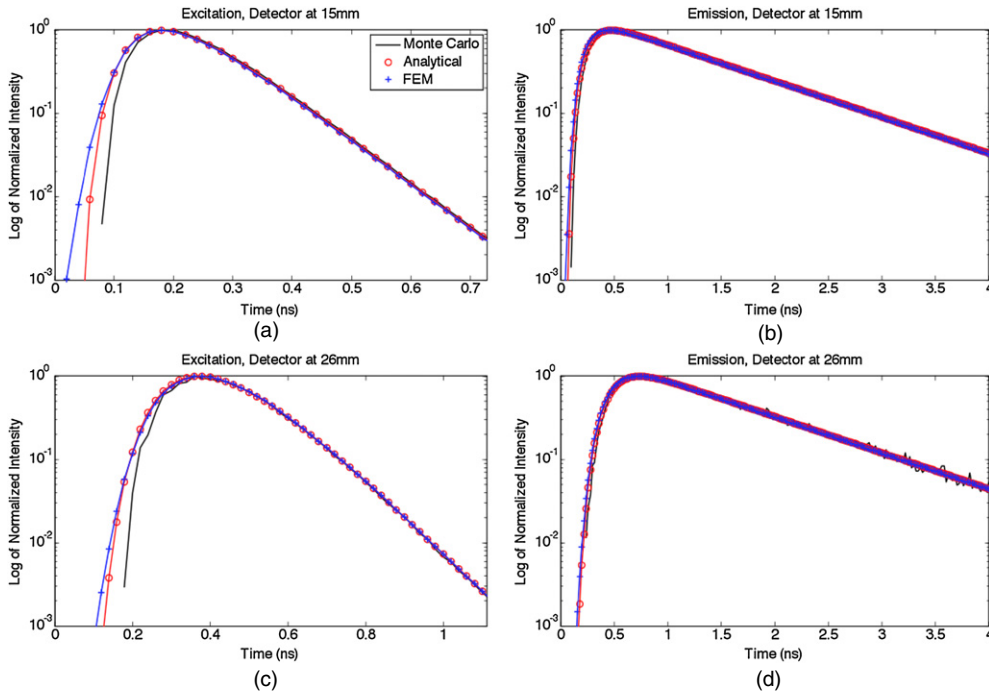 Excitation, Detector at 15mm
Log of Normalized Intensity
10^0
10^-1
10^-2
10^-3
Monte Carlo
Analytical
FEM
0 0.1 0.2 0.3 0.4 0.5 0.6 0.7
Time (ns)
(a)
Emission, Detector at 15mm
Log of Normalized Intensity
10^0
10^-1
10^-2
10^-3
0 0.5 1 1.5 2 2.5 3 3.5 4
Time (ns)
(b)
Excitation, Detector at 26mm
Log of Normalized Intensity
10^0
10^-1
10^-2
10^-3
0 0.2 0.4 0.6 0.8 1
Time (ns)
(c)
Emission, Detector at 26mm
Log of Normalized Intensity
10^0
10^-1
10^-2
10^-3
0 0.5 1 1.5 2 2.5 3 3.5 4
Time (ns)
(d)